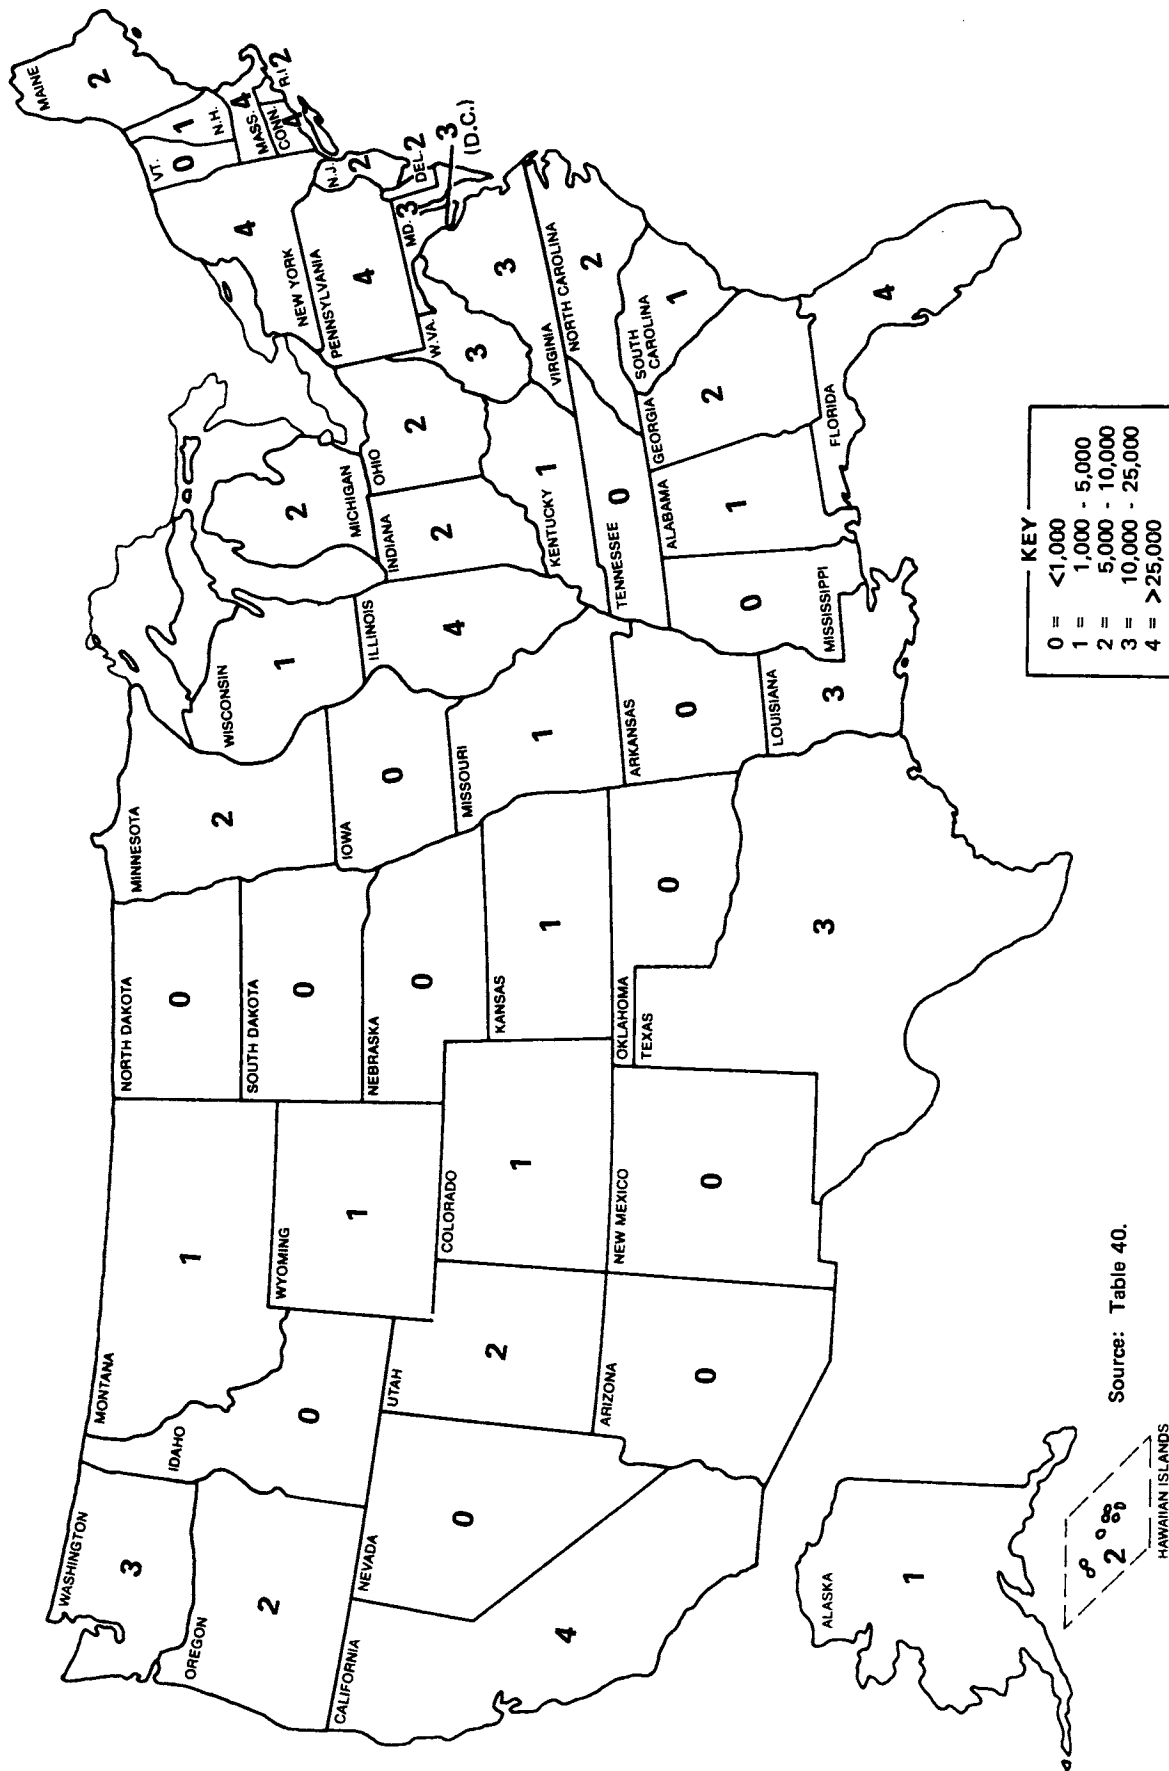 WASHINGTON
3
OREGON
2
CALIFORNIA
4
NEVADA
0
IDAHO
0
MONTANA
1
WYOMING
1
UTAH
2
COLORADO
1
ARIZONA
0
NEW MEXICO
0
NORTH DAKOTA
0
SOUTH DAKOTA
0
NEBRASKA
0
KANSAS
1
OKLAHOMA
0
TEXAS
3
MINNESOTA
2
IOWA
0
MISSOURI
1
ARKANSAS
0
LOUISIANA
3
WISCONSIN
1
ILLINOIS
4
MICHIGAN
2
INDIANA
2
OHIO
2
KENTUCKY
1
TENNESSEE
0
MISSISSIPPI
0
ALABAMA
1
GEORGIA
2
FLORIDA
4
SOUTH
CAROLINA
1
NORTH CAROLINA
2
VIRGINIA
3
W.VA.
3
MD.
3
3
(D.C.)
DEL.
2
PENNSYLVANIA
4
N.J.
2
NEW YORK
4
CONN.
4
R.I
2
MASS.
4
VT.
0
N.H.
1
MAINE
2
ALASKA
1
2
HAWAIIAN ISLANDS
Source: Table 40.
KEY
0 = <1,000
1 = 1,000 - 5,000
2 = 5,000 - 10,000
3 = 10,000 - 25,000
4 = >25,000